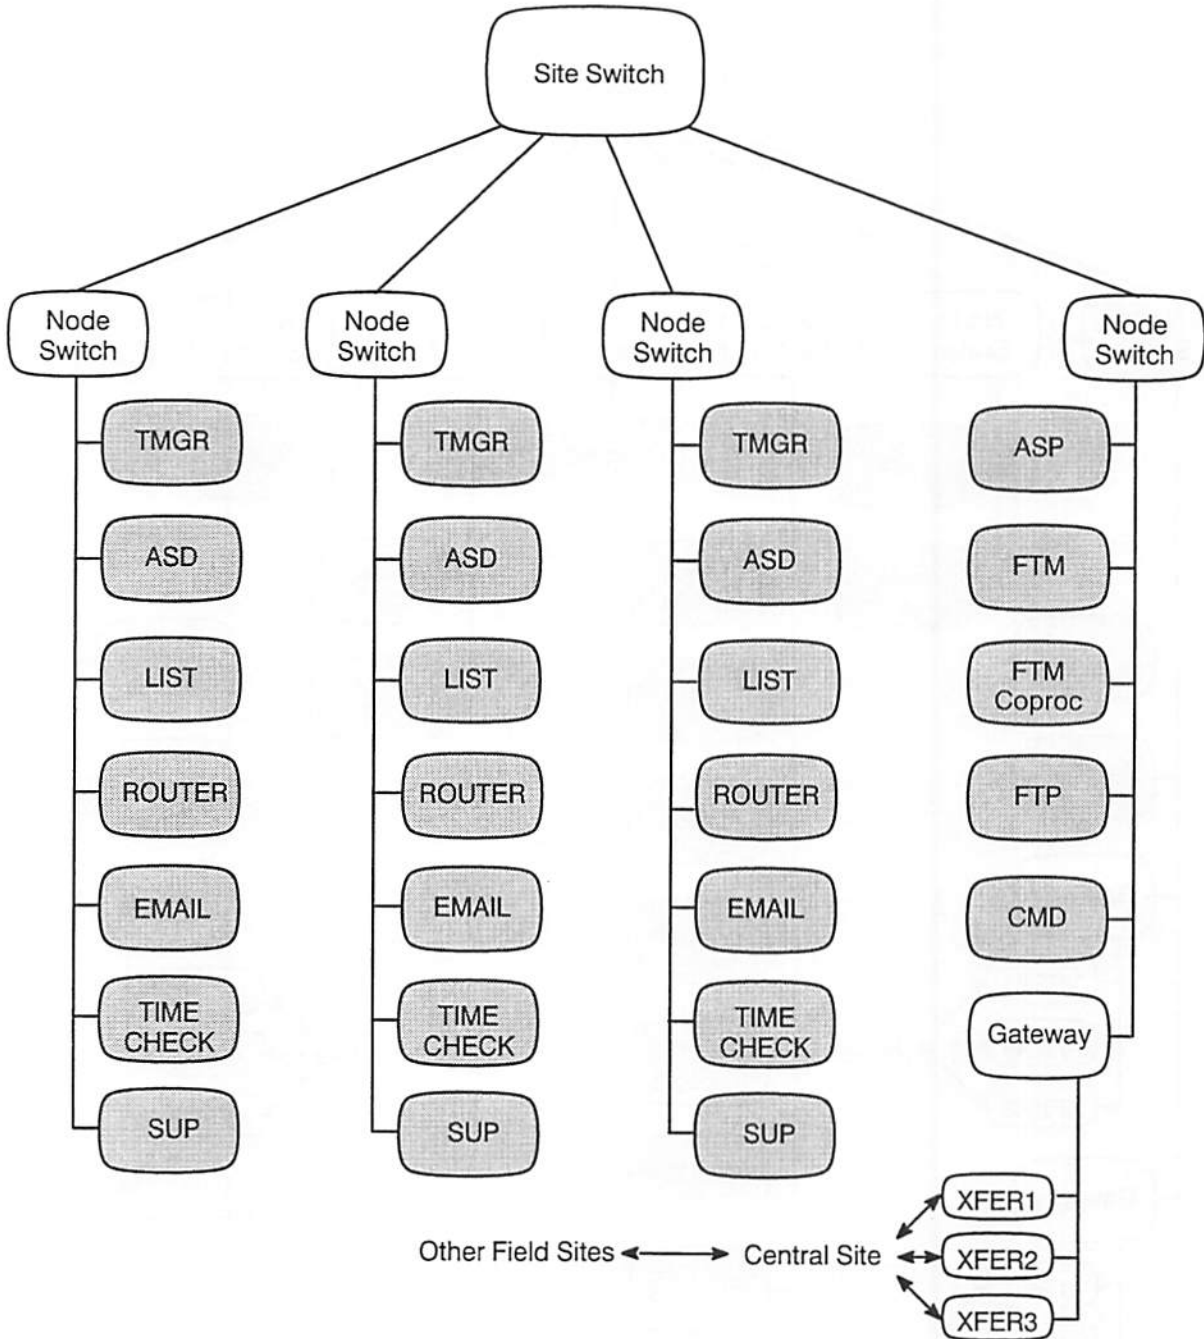 Site Switch
Node
Switch
Node
Switch
Node
Switch
Node
Switch
TMGR
ASD
LIST
ROUTER
EMAIL
TIME
CHECK
SUP
TMGR
ASD
LIST
ROUTER
EMAIL
TIME
CHECK
SUP
TMGR
ASD
LIST
ROUTER
EMAIL
TIME
CHECK
SUP
ASP
FTM
FTM
Coproc
FTP
CMD
Gateway
XFER1
Other Field Sites
Central Site
XFER2
XFER3